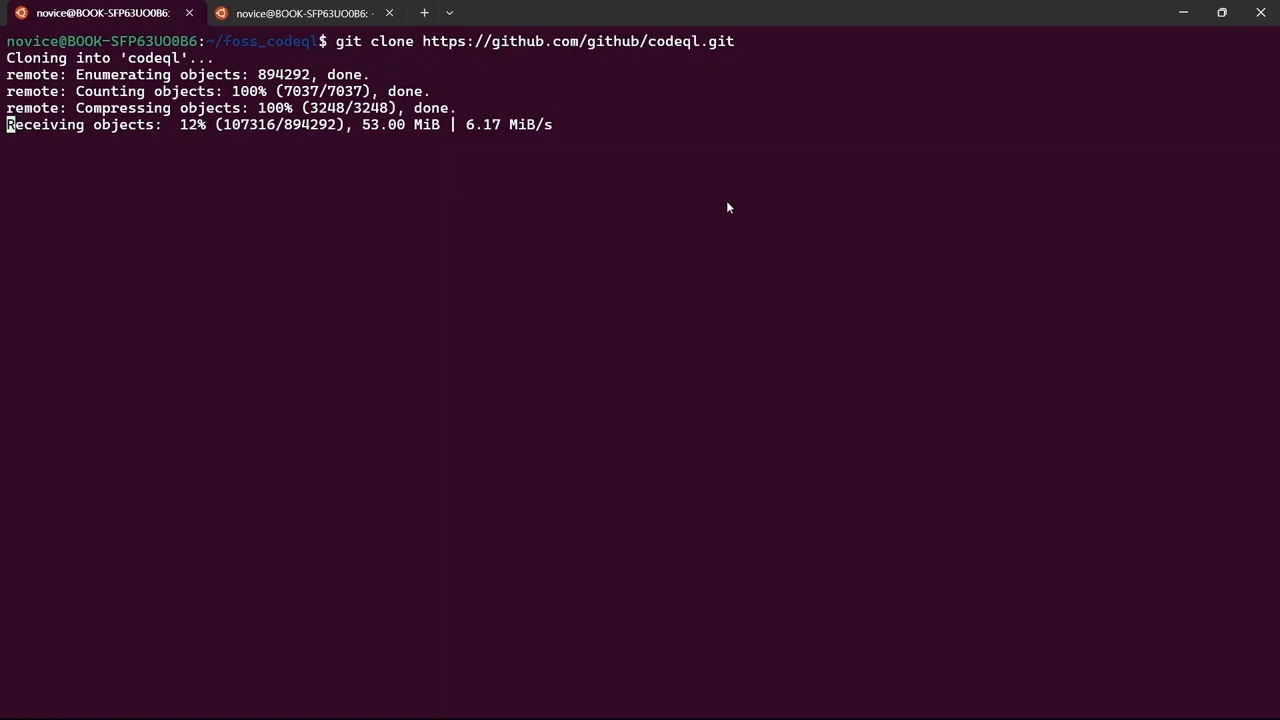 novice@BOOK-SFP63UO0B6: novice@BOOK-SFP63UO0B6:
novice@BOOK-SFP63UO0B6:~/foss_codeql$ git clone https://github.com/github/codeql.git
Cloning into 'codeql'...
remote: Enumerating objects: 894292, done.
remote: Counting objects: 100% (7037/7037), done.
remote: Compressing objects: 100% (3248/3248), done.
Receiving objects:  12% (107316/894292), 53.00 MiB | 6.17 MiB/s